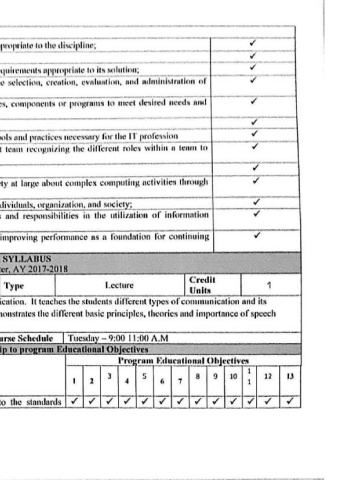 propriate to the discipline; ✓
✓
quirements appropriate to its solution; ✓
e selection, creation, evaluation, and administration of ✓
es, components or programs to meet desired needs and ✓
✓
ools and practices necessary for the IT profession ✓
t team recognizing the different roles within a team to ✓
✓
ty at large about complex computing activities through ✓
dividuals, organization, and society; ✓
s and responsibilities in the utilization of information ✓
improving performance as a foundation for continuing ✓
SYLLABUS
ter, AY 2017-2018
Type Lecture Credit Units
ication. It teaches the students different types of communication and its
monstrates the different basic principles, theories and importance of speech
urse Schedule Tuesday – 9:00 11:00 A.M
ip to program Educational Objectives
Program Educational Objectives
1 2 3 4 5 6 7 8 9 10 11 12 13
to the standards ✓ ✓ ✓ ✓ ✓ ✓ ✓ ✓ ✓ ✓ ✓ ✓ ✓